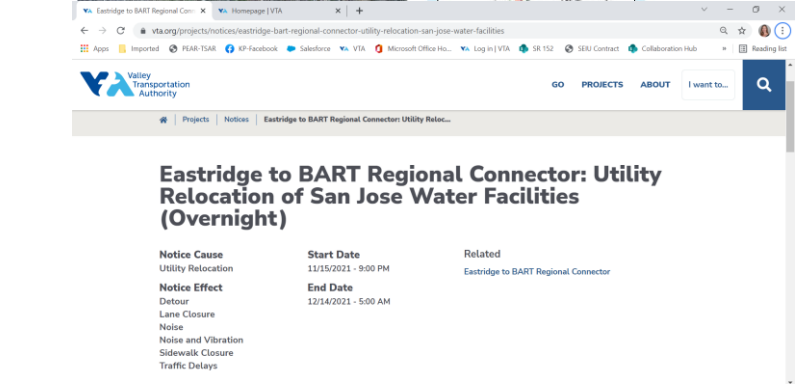 Eastridge to BART Regional Conn
Homepage | VTA
vta.org/projects/notices/eastridge-bart-regional-connector-utility-relocation-san-jose-water-facilities
Apps Imported PEAR-TSAR KP-Facebook Salesforce VTA Microsoft Office Ho... Log in | VTA SR 152 SEIU Contract Collaboration Hub » Reading list
Valley
Transportation
Authority
GO PROJECTS ABOUT I want to...
Projects | Notices | Eastridge to BART Regional Connector: Utility Reloc...
Eastridge to BART Regional Connector: Utility
Relocation of San Jose Water Facilities
(Overnight)
Notice Cause
Utility Relocation
Notice Effect
Detour
Lane Closure
Noise
Noise and Vibration
Sidewalk Closure
Traffic Delays
Start Date
11/15/2021 - 9:00 PM
End Date
12/14/2021 - 5:00 AM
Related
Eastridge to BART Regional Connector